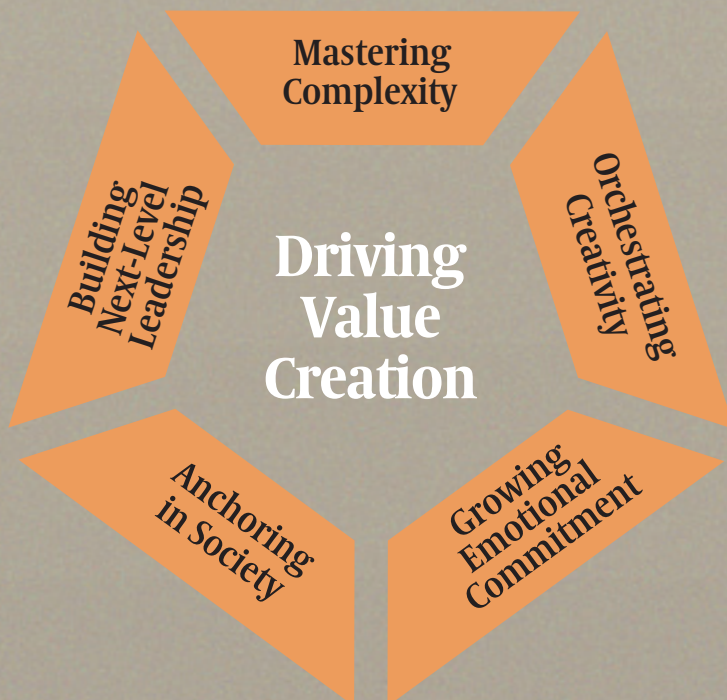 Mastering
Complexity
Orchestrating
Creativity
Growing
Emotional
Commitment
Anchoring
in Society
Building
Next-Level
Leadership
Driving
Value
Creation